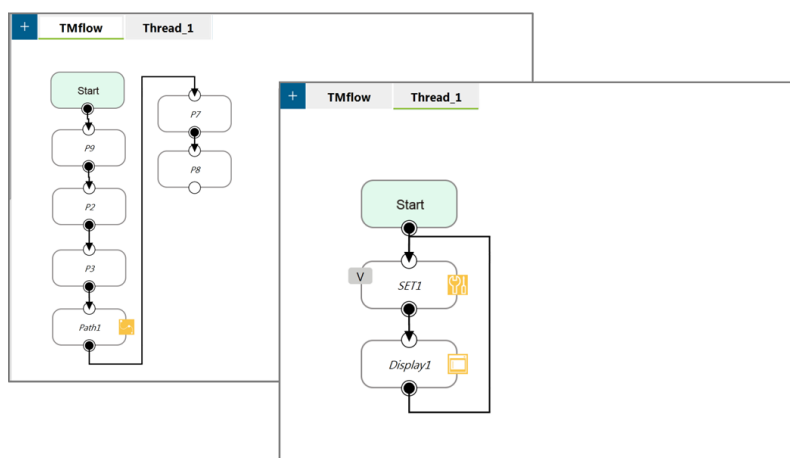 + TMflow Thread_1
Start
P9
P2
P3
Path1
P7
P8
+ TMflow Thread_1
Start
V
SET1
Display1